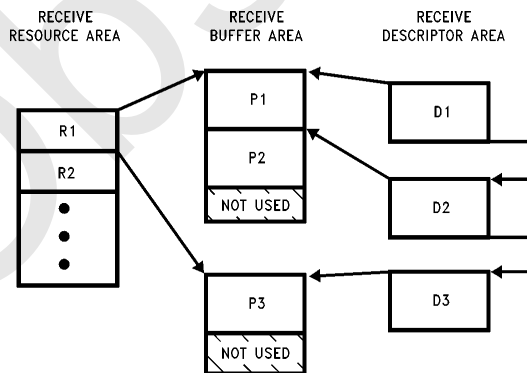 RECEIVE
RESOURCE AREA
RECEIVE
BUFFER AREA
RECEIVE
DESCRIPTOR AREA
R1
R2
P1
P2
NOT USED
P3
NOT USED
D1
D2
D3